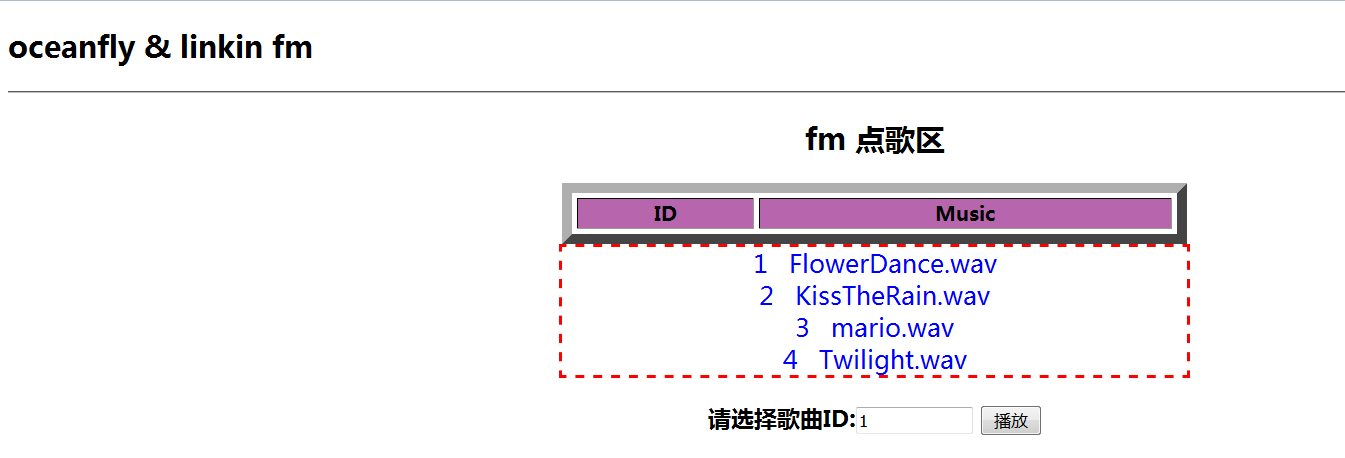 oceanfly & linkin fm
fm 点歌区
ID Music
1 FlowerDance.wav
2 KissTheRain.wav
3 mario.wav
4 Twilight.wav
请选择歌曲ID:1 播放